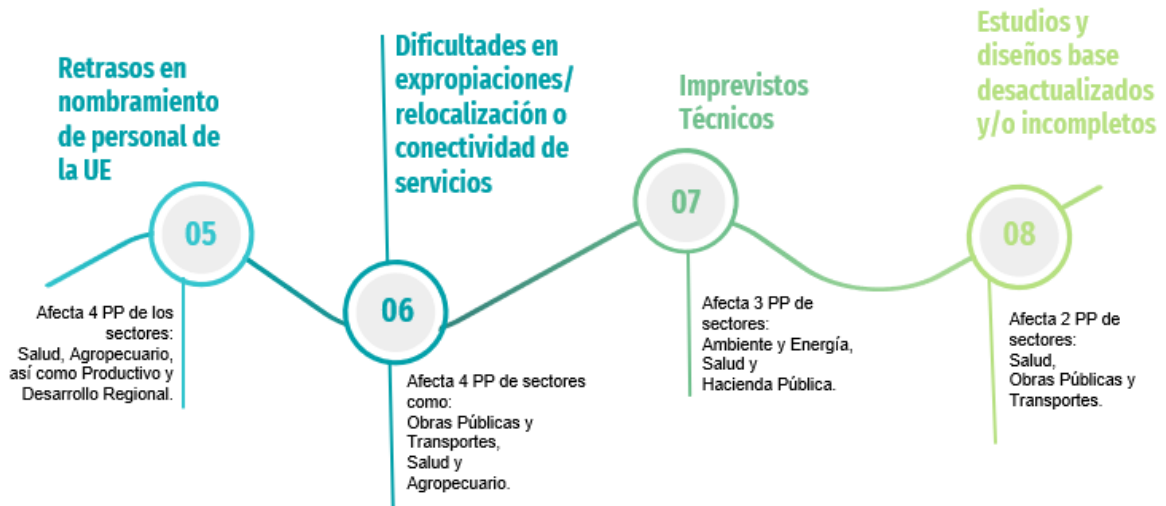 Retrasos en
nombramiento
de personal de
la UE
05
Afecta 4 PP de los
sectores:
Salud, Agropecuario,
así como Productivo y
Desarrollo Regional.
Dificultades en
expropiaciones/
relocalización o
conectividad de
servicios
06
Afecta 4 PP de sectores
como:
Obras Públicas y
Transportes,
Salud y
Agropecuario.
Imprevistos
Técnicos
07
Afecta 3 PP de
sectores:
Ambiente y Energía,
Salud y
Hacienda Pública.
Estudios y
diseños base
desactualizados
y/o incompletos
08
Afecta 2 PP de
sectores:
Salud,
Obras Públicas y
Transportes.